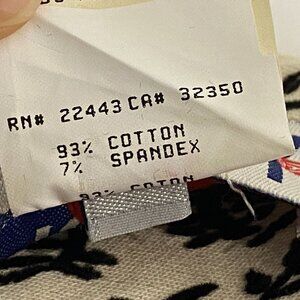 RN# 22443 CA# 32350
93% COTTON
7% SPANDEX